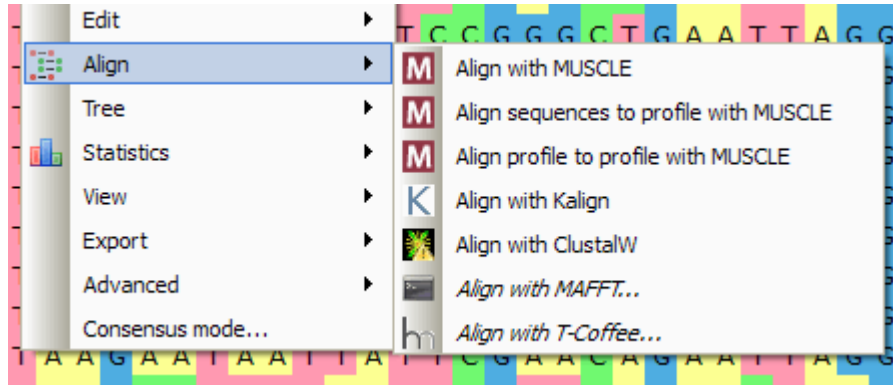 T C C G G G C T G A A T T A G G
Edit
Align
Tree
Statistics
View
Export
Advanced
Consensus mode...
M Align with MUSCLE
M Align sequences to profile with MUSCLE
M Align profile to profile with MUSCLE
K Align with Kalign
Align with ClustalW
Align with MAFFT...
hm Align with T-Coffee...
T A A G A A T A A T T A T T C G A A C A G A A T T A G G